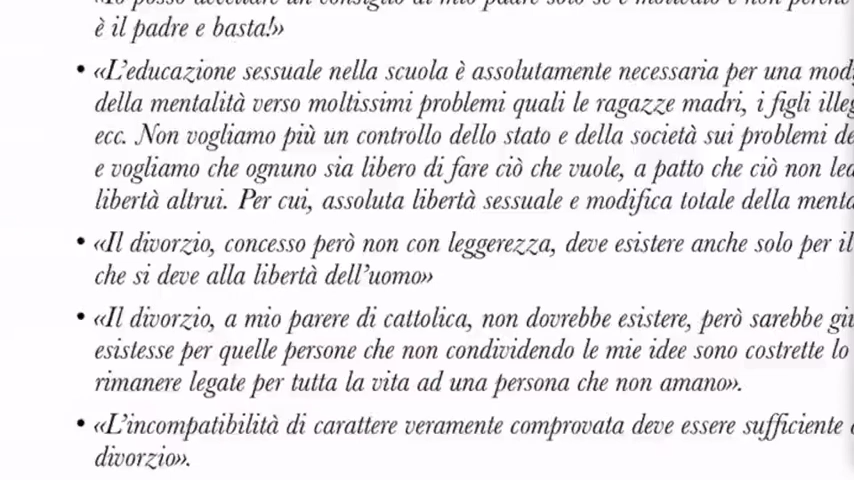 è il padre e basta!»
• «L'educazione sessuale nella scuola è assolutamente necessaria per una
della mentalità verso moltissimi problemi quali le ragazze madri, i figli
ecc. Non vogliamo più un controllo dello stato e della società sui problemi
e vogliamo che ognuno sia libero di fare ciò che vuole, a patto che ciò non
libertà altrui. Per cui, assoluta libertà sessuale e modifica totale della
• «Il divorzio, concesso però non con leggerezza, deve esistere anche solo per il
che si deve alla libertà dell'uomo»
• «Il divorzio, a mio parere di cattolica, non dovrebbe esistere, però sarebbe
esistesse per quelle persone che non condividendo le mie idee sono costrette lo
rimanere legate per tutta la vita ad una persona che non amano».
• «L'incompatibilità di carattere veramente comprovata deve essere sufficiente
divorzio».